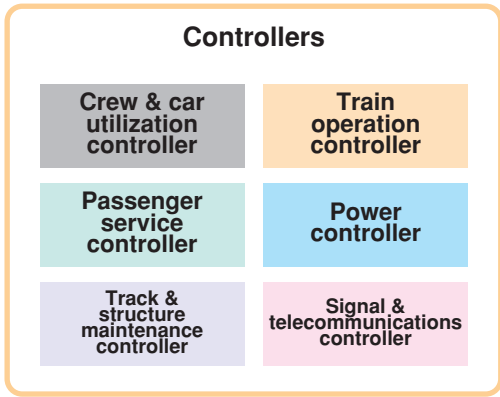 Controllers
Crew & car
utilization
controller
Train
operation
controller
Passenger
service
controller
Power
controller
Track &
structure
maintenance
controller
Signal &
telecommunications
controller